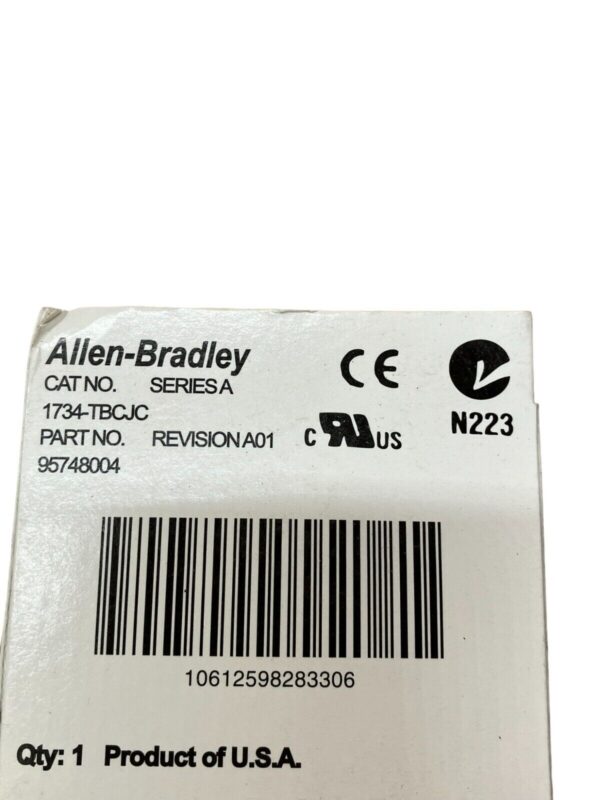 Allen-Bradley
CAT NO. SERIES A
1734-TBCJC
PART NO. REVISION A01
95748004
CE
C RU US
N223
10612598283306
Qty: 1 Product of U.S.A.